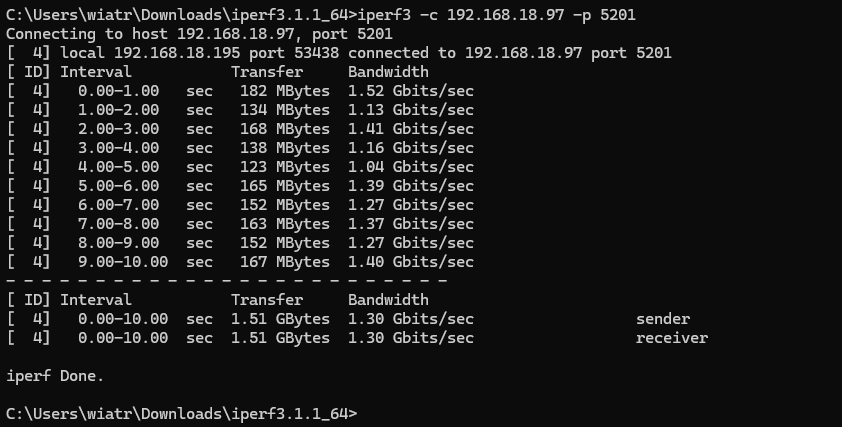 C:\Users\wiatr\Downloads\iperf3.1.1_64>iperf3 -c 192.168.18.97 -p 5201
Connecting to host 192.168.18.97, port 5201
[  4] local 192.168.18.195 port 53438 connected to 192.168.18.97 port 5201
[ ID] Interval           Transfer     Bandwidth
[  4]   0.00-1.00   sec   182 MBytes  1.52 Gbits/sec
[  4]   1.00-2.00   sec   134 MBytes  1.13 Gbits/sec
[  4]   2.00-3.00   sec   168 MBytes  1.41 Gbits/sec
[  4]   3.00-4.00   sec   138 MBytes  1.16 Gbits/sec
[  4]   4.00-5.00   sec   123 MBytes  1.04 Gbits/sec
[  4]   5.00-6.00   sec   165 MBytes  1.39 Gbits/sec
[  4]   6.00-7.00   sec   152 MBytes  1.27 Gbits/sec
[  4]   7.00-8.00   sec   163 MBytes  1.37 Gbits/sec
[  4]   8.00-9.00   sec   152 MBytes  1.27 Gbits/sec
[  4]   9.00-10.00  sec   167 MBytes  1.40 Gbits/sec
- - - - - - - - - - - - - - - - - - - - - - - - -
[ ID] Interval           Transfer     Bandwidth
[  4]   0.00-10.00  sec  1.51 GBytes  1.30 Gbits/sec                  sender
[  4]   0.00-10.00  sec  1.51 GBytes  1.30 Gbits/sec                  receiver
iperf Done.
C:\Users\wiatr\Downloads\iperf3.1.1_64>